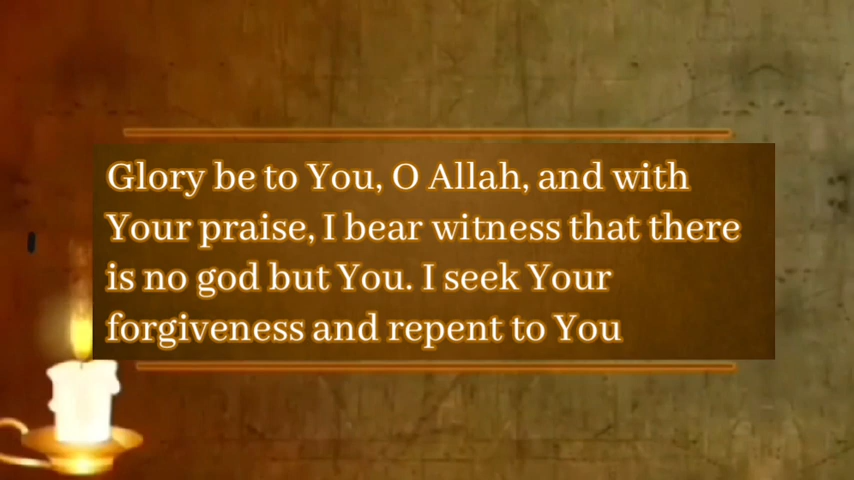 Glory be to You, O Allah, and with
Your praise, I bear witness that there
is no god but You. I seek Your
forgiveness and repent to You